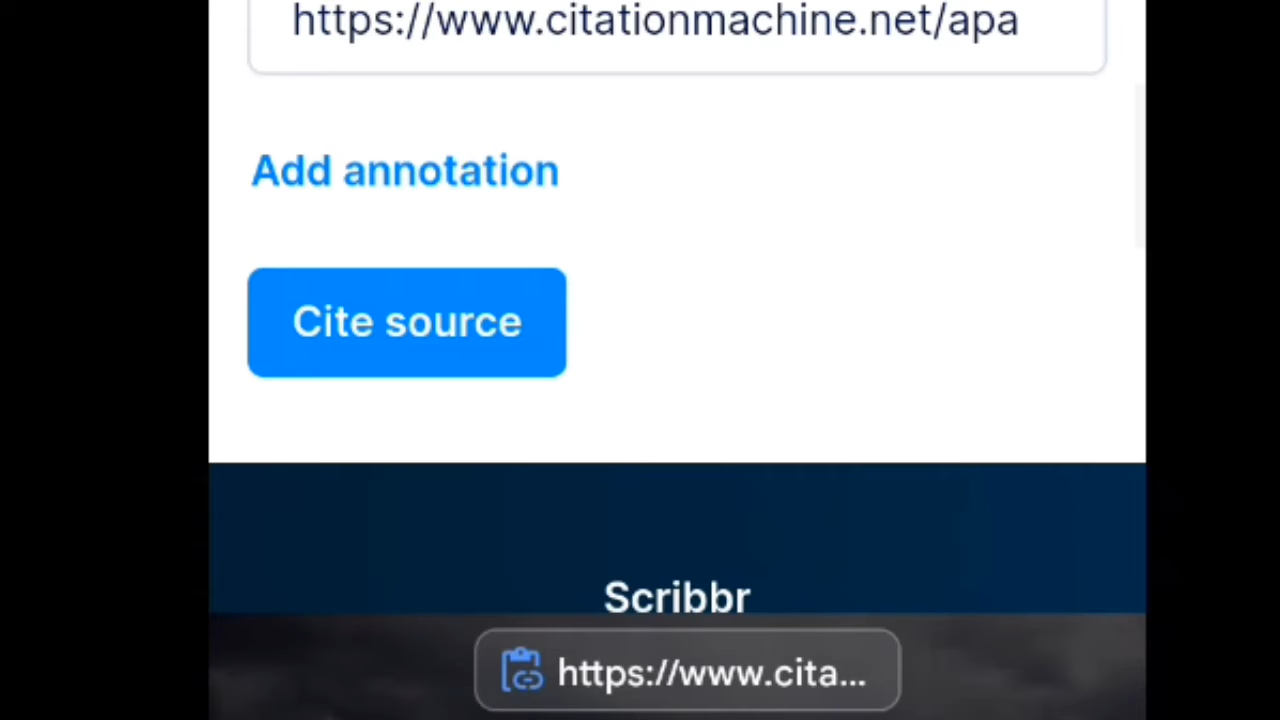 https://www.citationmachine.net/apa
Add annotation
Cite source
Scribbr
https://www.cita...